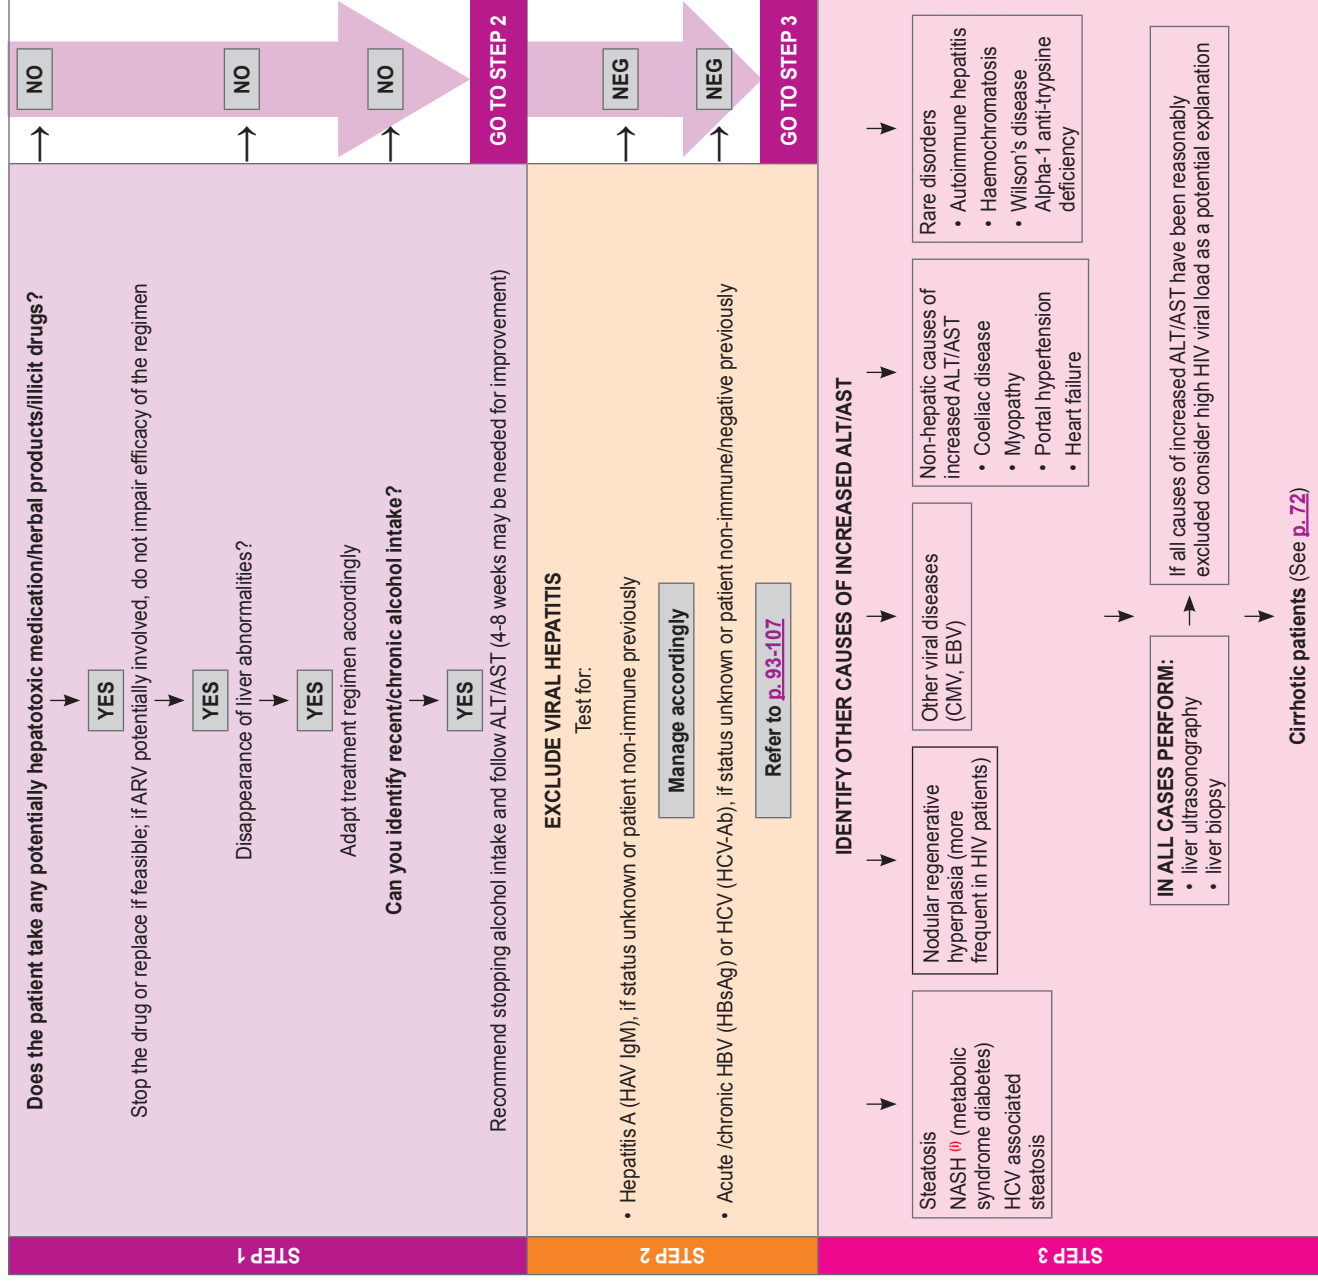 STEP 1
Does the patient take any potentially hepatotoxic medication/herbal products/illicit drugs?
NO
YES
Stop the drug or replace if feasible; if ARV potentially involved, do not impair efficacy of the regimen
YES
Disappearance of liver abnormalities?
NO
YES
Adapt treatment regimen accordingly
Can you identify recent/chronic alcohol intake?
NO
YES
Recommend stopping alcohol intake and follow ALT/AST (4-8 weeks may be needed for improvement)
GO TO STEP 2
STEP 2
EXCLUDE VIRAL HEPATITIS
Test for:
• Hepatitis A (HAV IgM), if status unknown or patient non-immune previously
NEG
Manage accordingly
• Acute /chronic HBV (HBsAg) or HCV (HCV-Ab), if status unknown or patient non-immune/negative previously
NEG
Refer to p. 93-107
GO TO STEP 3
STEP 3
IDENTIFY OTHER CAUSES OF INCREASED ALT/AST
Steatosis
NASH (i) (metabolic
syndrome diabetes)
HCV associated
steatosis
Nodular regenerative
hyperplasia (more
frequent in HIV patients)
Other viral diseases
(CMV, EBV)
Non-hepatic causes of
increased ALT/AST
• Coeliac disease
• Myopathy
• Portal hypertension
• Heart failure
Rare disorders
• Autoimmune hepatitis
• Haemochromatosis
• Wilson's disease
Alpha-1 anti-trypsine
deficiency
IN ALL CASES PERFORM:
• liver ultrasonography
• liver biopsy
If all causes of increased ALT/AST have been reasonably
excluded consider high HIV viral load as a potential explanation
Cirrhotic patients (See p. 72)